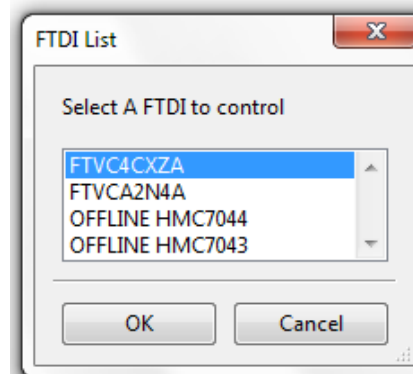 FTDI List
Select A FTDI to control
FTVC4CXZA
FTVCA2N4A
OFFLINE HMC7044
OFFLINE HMC7043
OK
Cancel